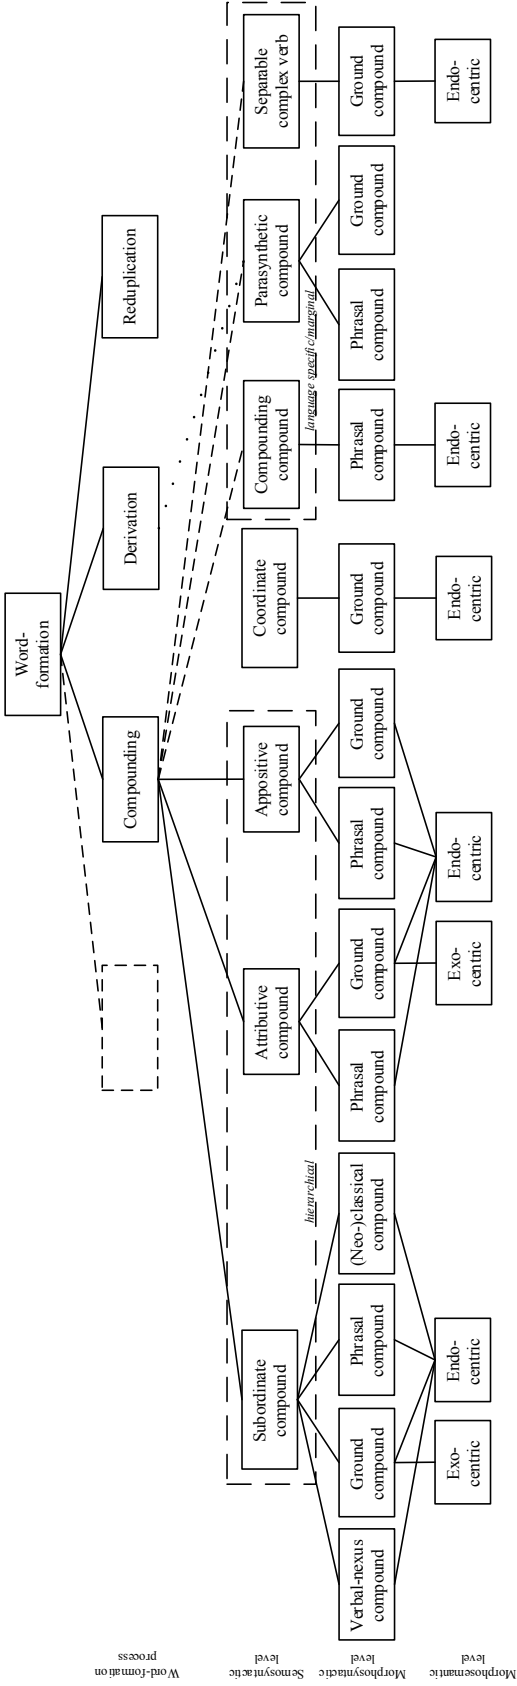 Word-
formation
Word-formation
process
Compounding
Derivation
Reduplication
Semosyntactic
level
Subordinate
compound
Attributive
compound
Appositive
compound
Coordinate
compound
Compounding
compound
Parasynthetic
compound
Separable
complex verb
hierarchical
language specific/marginal
Morphosyntactic
level
Verbal-nexus
compound
Ground
compound
Phrasal
compound
(Neo-)classical
compound
Phrasal
compound
Ground
compound
Phrasal
compound
Ground
compound
Ground
compound
Phrasal
compound
Phrasal
compound
Ground
compound
Ground
compound
Morphosemantic
level
Exo-
centric
Endo-
centric
Exo-
centric
Endo-
centric
Endo-
centric
Endo-
centric
Endo-
centric